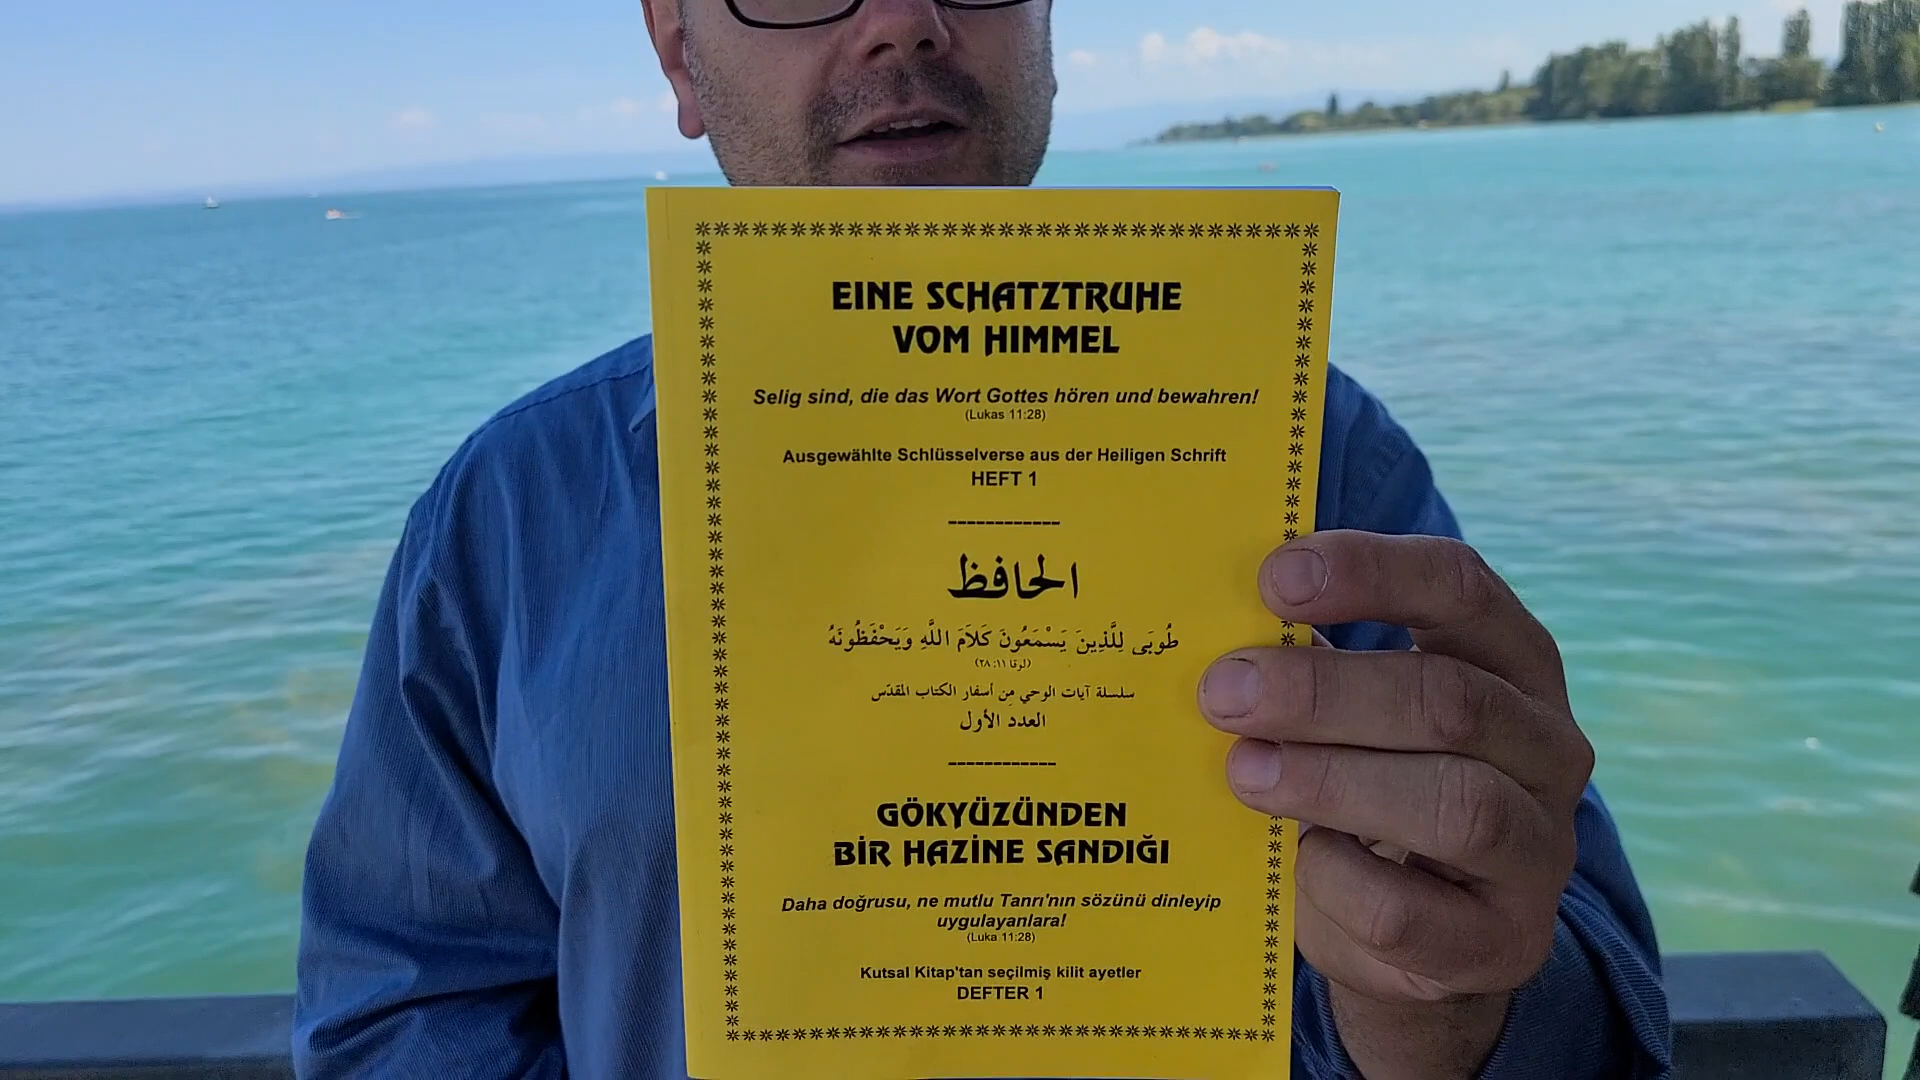 EINE SCHATZTRUHE
VOM HIMMEL
Selig sind, die das Wort Gottes hören und bewahren!
(Lukas 11:28)
Ausgewählte Schlüsselverse aus der Heiligen Schrift
HEFT 1
------------
الحافظ
طُوبَى لِلَّذِينَ يَسْمَعُونَ كَلَامَ اللَّهِ وَيَحْفَظُونَهُ
(لوقا ١١: ٢٨)
سلسلة آيات الوحي مِن أسفار الكتاب المقدّس
العدد الأول
------------
GÖKYÜZÜNDEN
BİR HAZİNE SANDIĞI
Daha doğrusu, ne mutlu Tanrı'nın sözünü dinleyip
uygulayanlara!
(Luka 11:28)
Kutsal Kitap'tan seçilmiş kilit ayetler
DEFTER 1